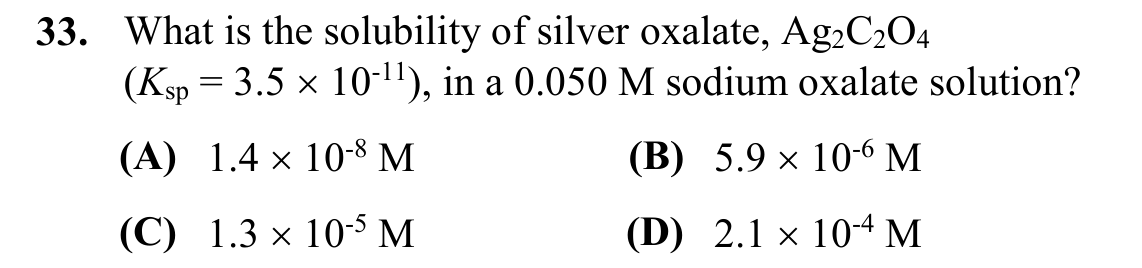 33. What is the solubility of silver oxalate, Ag₂C₂O₄
(Kₛₚ = 3.5 × 10⁻¹¹), in a 0.050 M sodium oxalate solution?
(A) 1.4 × 10⁻⁸ M (B) 5.9 × 10⁻⁶ M
(C) 1.3 × 10⁻⁵ M (D) 2.1 × 10⁻⁴ M